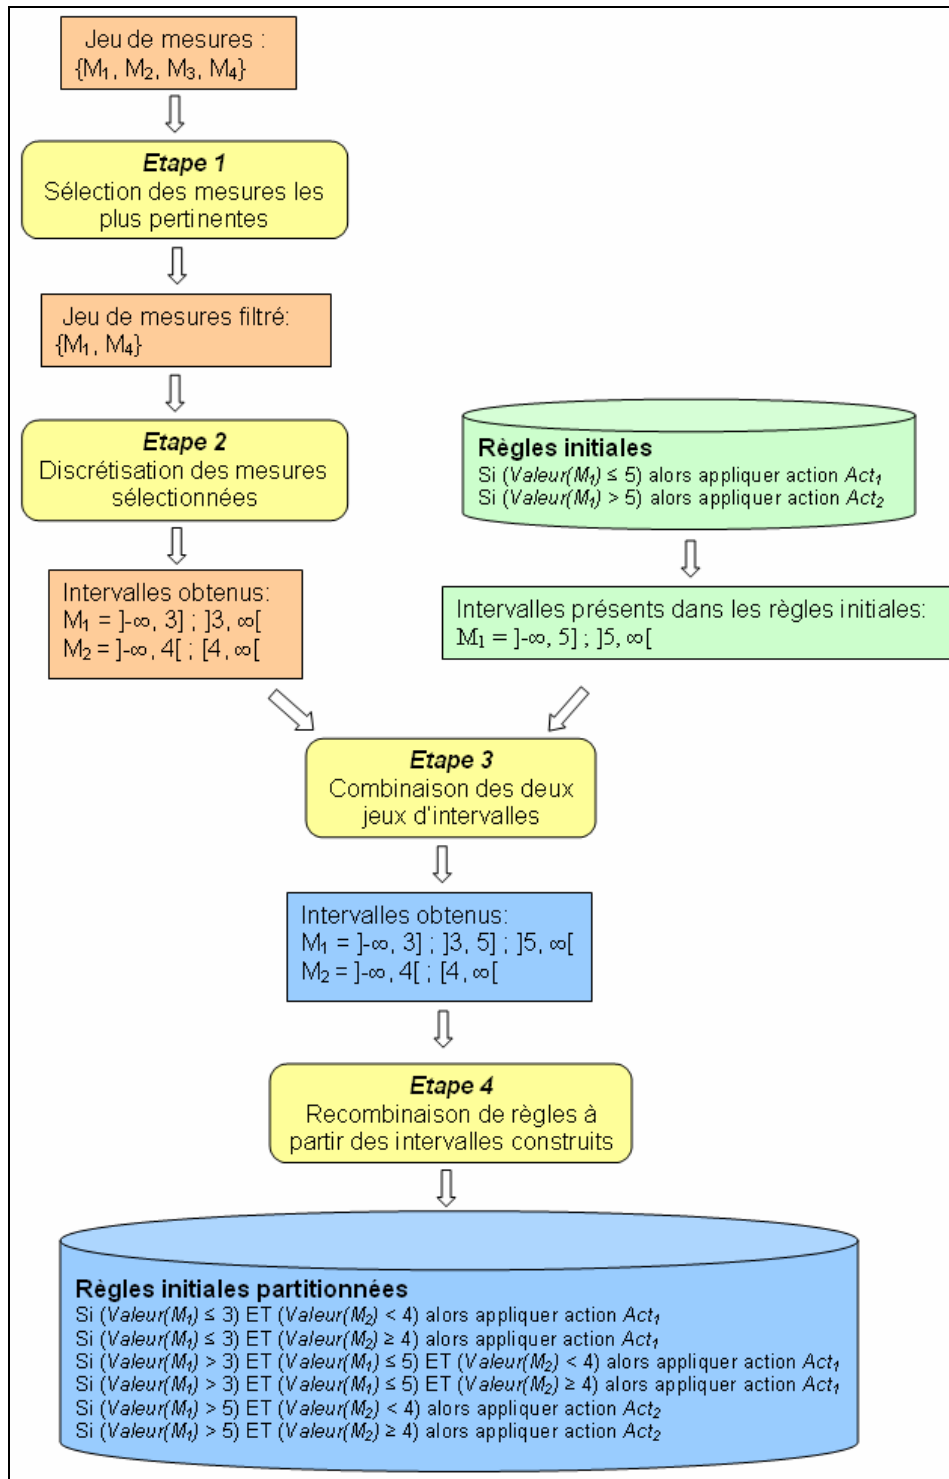 Jeu de mesures :
{M₁, M₂, M₃, M₄}
Etape 1
Sélection des mesures les
plus pertinentes
Jeu de mesures filtré:
{M₁, M₄}
Etape 2
Discrétisation des mesures
sélectionnées
Règles initiales
Si (Valeur(M₁) ≤ 5) alors appliquer action Act₁
Si (Valeur(M₁) > 5) alors appliquer action Act₂
Intervalles obtenus:
M₁ = ]-∞, 3] ; ]3, ∞[
M₂ = ]-∞, 4[ ; [4, ∞[
Intervalles présents dans les règles initiales:
M₁ = ]-∞, 5] ; ]5, ∞[
Etape 3
Combinaison des deux
jeux d'intervalles
Intervalles obtenus:
M₁ = ]-∞, 3] ; ]3, 5] ; ]5, ∞[
M₂ = ]-∞, 4[ ; [4, ∞[
Etape 4
Recombinaison de règles à
partir des intervalles construits
Règles initiales partitionnées
Si (Valeur(M₁) ≤ 3) ET (Valeur(M₂) < 4) alors appliquer action Act₁
Si (Valeur(M₁) ≤ 3) ET (Valeur(M₂) ≥ 4) alors appliquer action Act₁
Si (Valeur(M₁) > 3) ET (Valeur(M₁) ≤ 5) ET (Valeur(M₂) < 4) alors appliquer action Act₁
Si (Valeur(M₁) > 3) ET (Valeur(M₁) ≤ 5) ET (Valeur(M₂) ≥ 4) alors appliquer action Act₁
Si (Valeur(M₁) > 5) ET (Valeur(M₂) < 4) alors appliquer action Act₂
Si (Valeur(M₁) > 5) ET (Valeur(M₂) ≥ 4) alors appliquer action Act₂